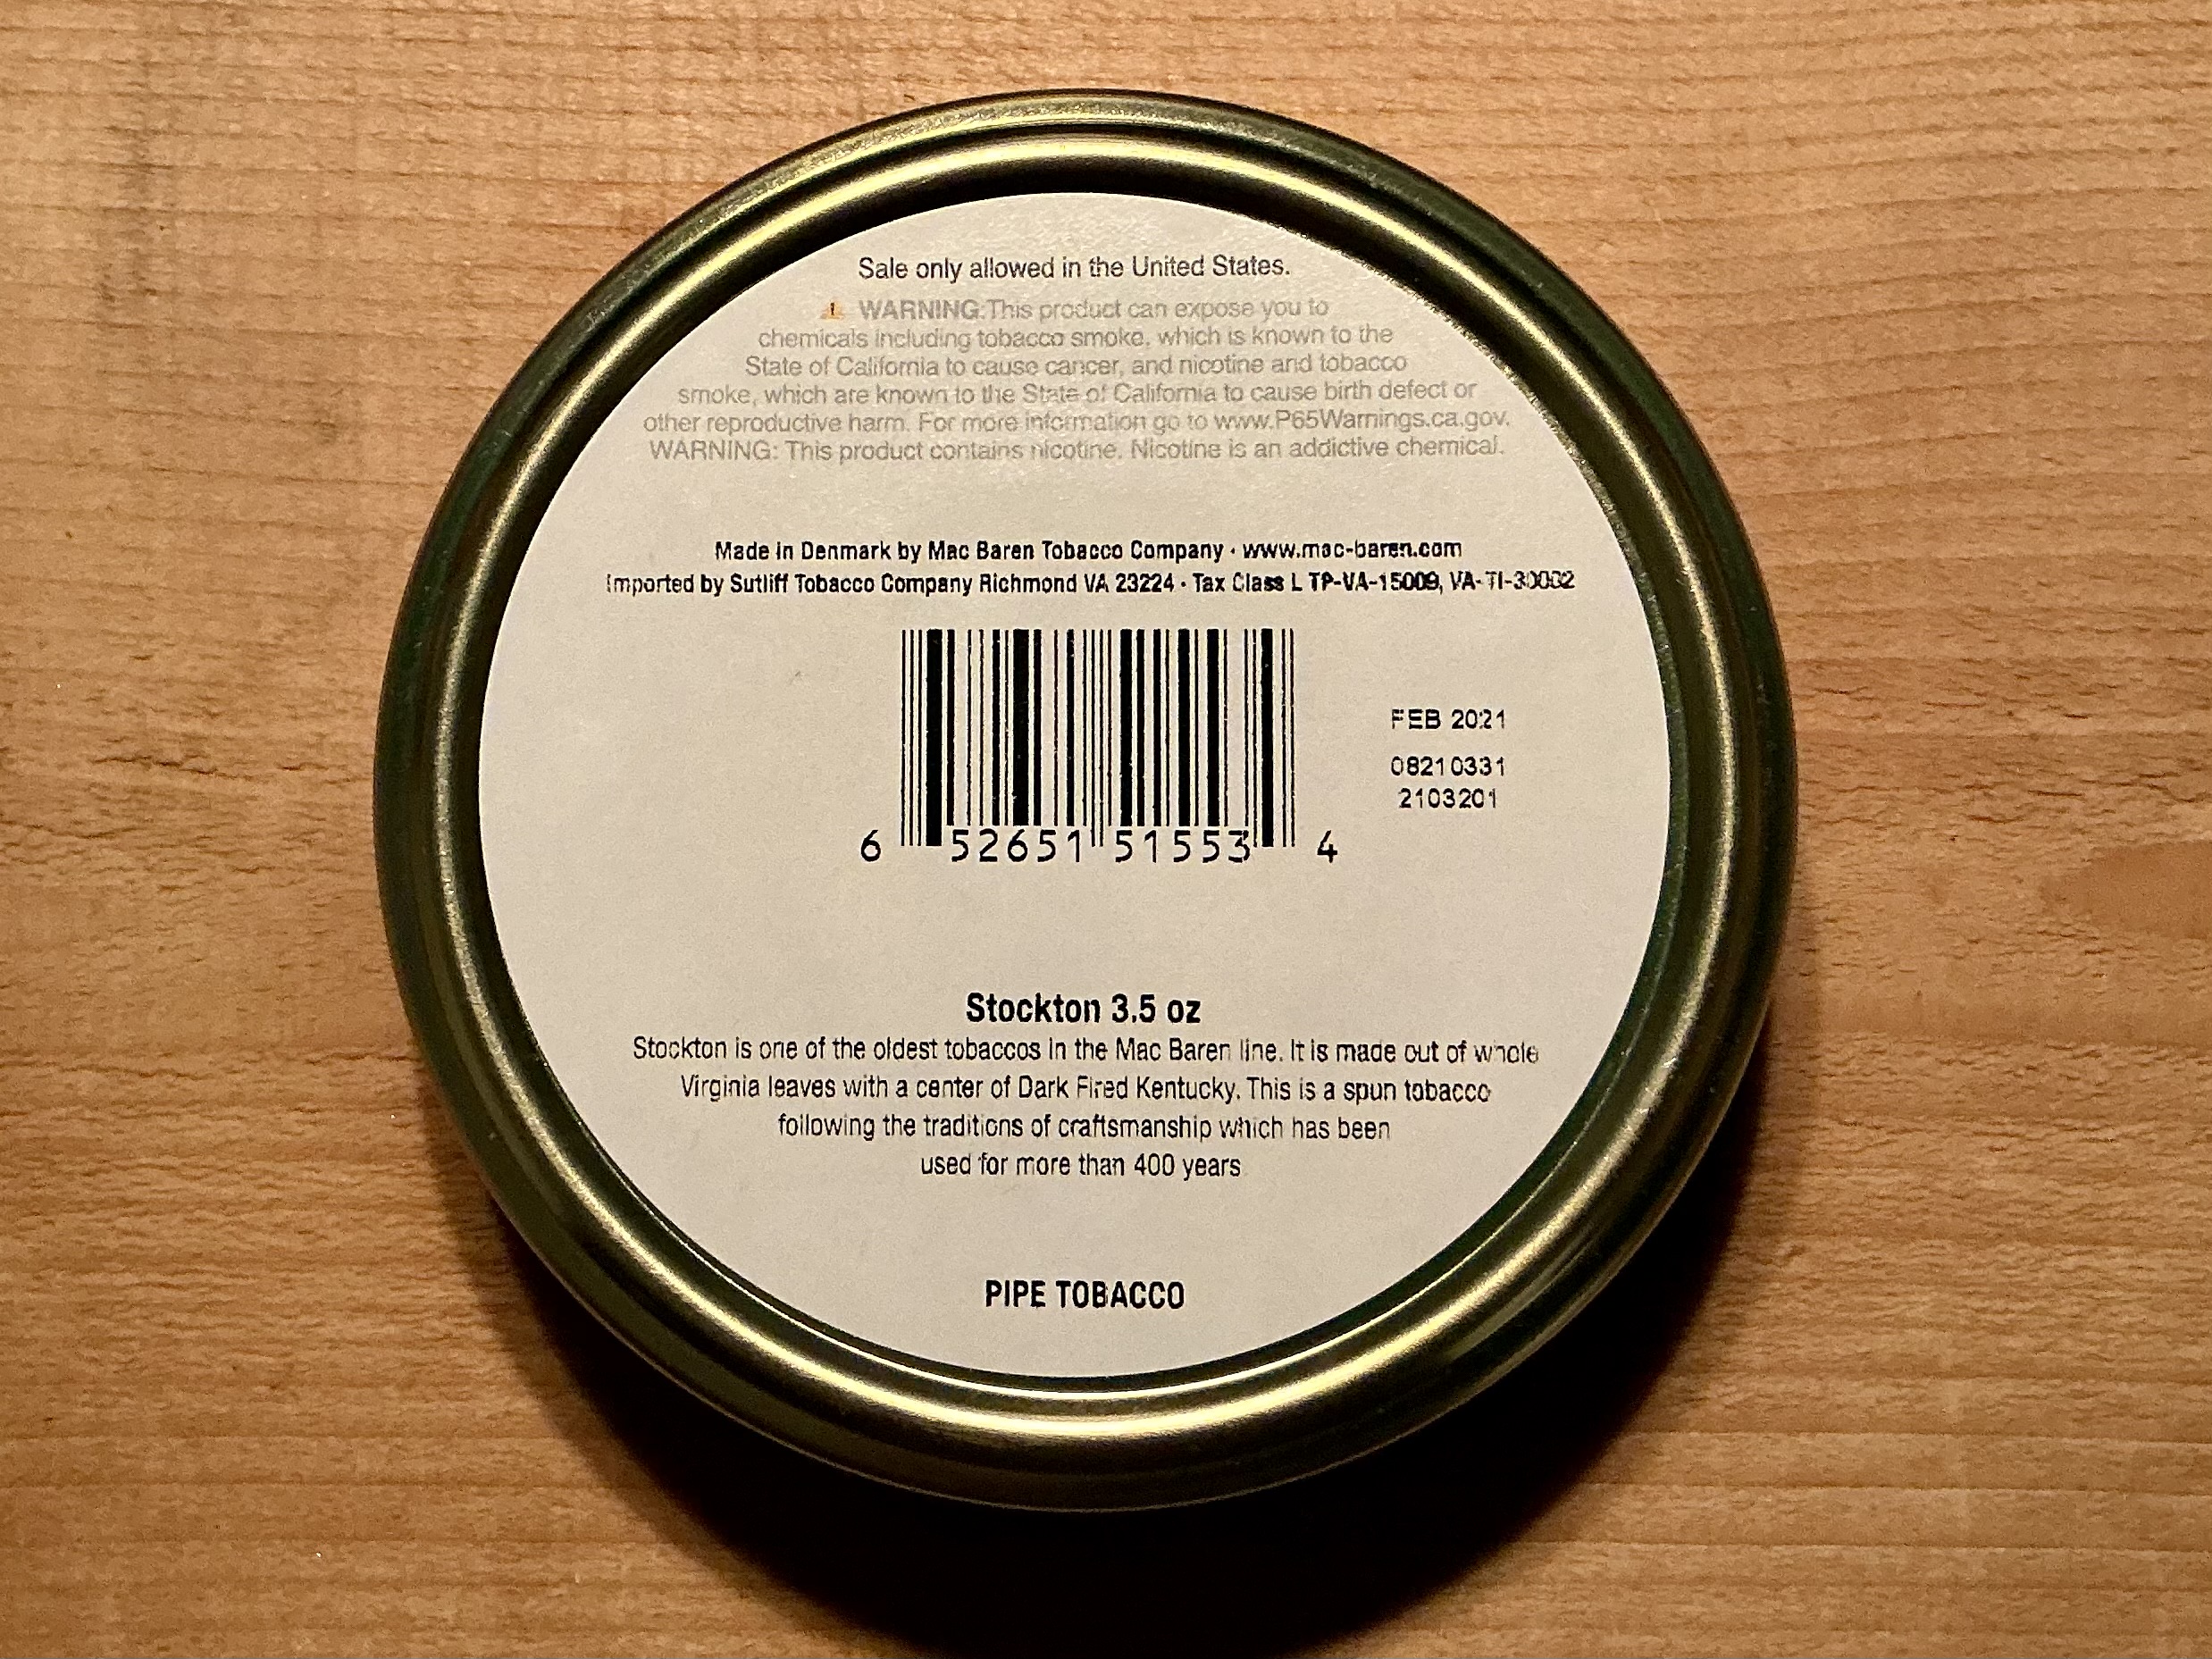 Sale only allowed in the United States.
⚠ WARNING:This product can expose you to
chemicals including tobacco smoke, which is known to the
State of California to cause cancer, and nicotine and tobacco
smoke, which are known to the State of California to cause birth defect or
other reproductive harm. For more information go to www.P65Warnings.ca.gov.
WARNING: This product contains nicotine. Nicotine is an addictive chemical.
Made in Denmark by Mac Baren Tobacco Company · www.mac-baren.com
Imported by Sutliff Tobacco Company Richmond VA 23224 · Tax Class L TP-VA-15009, VA-TI-30002
FEB 2021
08210331
2103201
6 52651 51553 4
Stockton 3.5 oz
Stockton is one of the oldest tobaccos in the Mac Baren line. It is made out of whole
Virginia leaves with a center of Dark Fired Kentucky. This is a spun tobacco
following the traditions of craftsmanship which has been
used for more than 400 years
PIPE TOBACCO